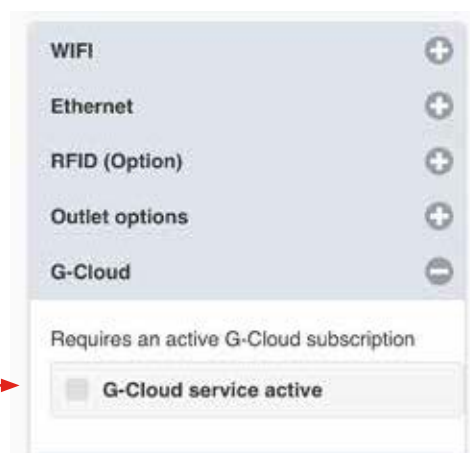 WIFI
Ethernet
RFID (Option)
Outlet options
G-Cloud
Requires an active G-Cloud subscription
G-Cloud service active